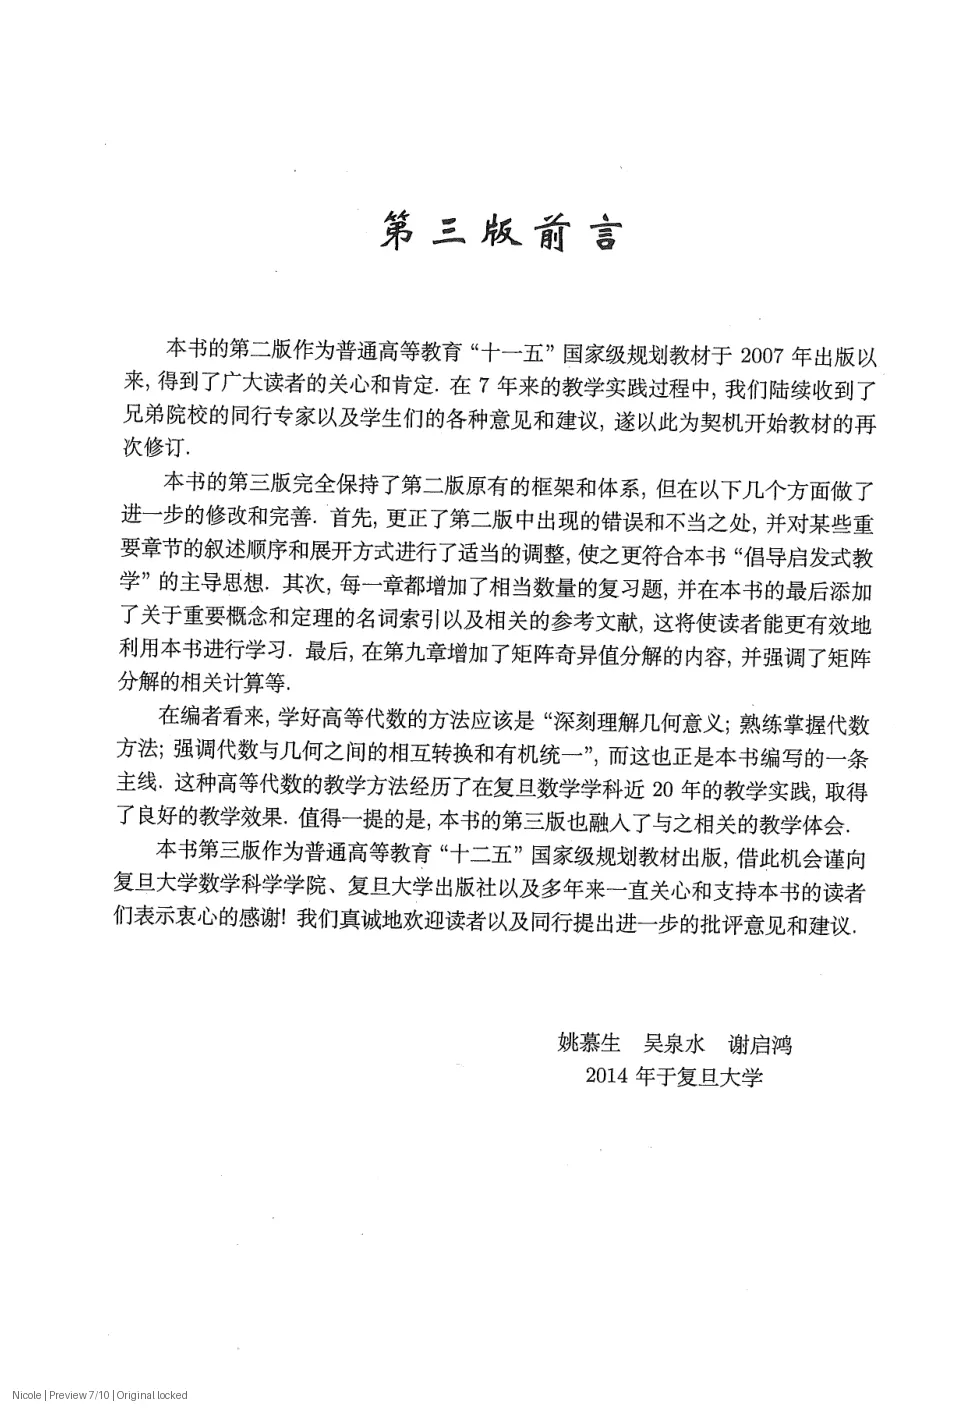 第三版前言
本书的第二版作为普通高等教育“十一五”国家级规划教材于 2007 年出版以
来, 得到了广大读者的关心和肯定. 在 7 年来的教学实践过程中, 我们陆续收到了
兄弟院校的同行专家以及学生们的各种意见和建议, 遂以此为契机开始教材的再
次修订.
本书的第三版完全保持了第二版原有的框架和体系, 但在以下几个方面做了
进一步的修改和完善. 首先, 更正了第二版中出现的错误和不当之处, 并对某些重
要章节的叙述顺序和展开方式进行了适当的调整, 使之更符合本书“倡导启发式教
学”的主导思想. 其次, 每一章都增加了相当数量的复习题, 并在本书的最后添加
了关于重要概念和定理的名词索引以及相关的参考文献, 这将使读者能更有效地
利用本书进行学习. 最后, 在第九章增加了矩阵奇异值分解的内容, 并强调了矩阵
分解的相关计算等.
在编者看来, 学好高等代数的方法应该是“深刻理解几何意义; 熟练掌握代数
方法; 强调代数与几何之间的相互转换和有机统一”, 而这也正是本书编写的一条
主线. 这种高等代数的教学方法经历了在复旦数学学科近 20 年的教学实践, 取得
了良好的教学效果. 值得一提的是, 本书的第三版也融入了与之相关的教学体会.
本书第三版作为普通高等教育“十二五”国家级规划教材出版, 借此机会谨向
复旦大学数学科学学院、复旦大学出版社以及多年来一直关心和支持本书的读者
们表示衷心的感谢! 我们真诚地欢迎读者以及同行提出进一步的批评意见和建议.
姚慕生 吴泉水 谢启鸿
2014 年于复旦大学
Nicole | Preview 7/10 | Original locked